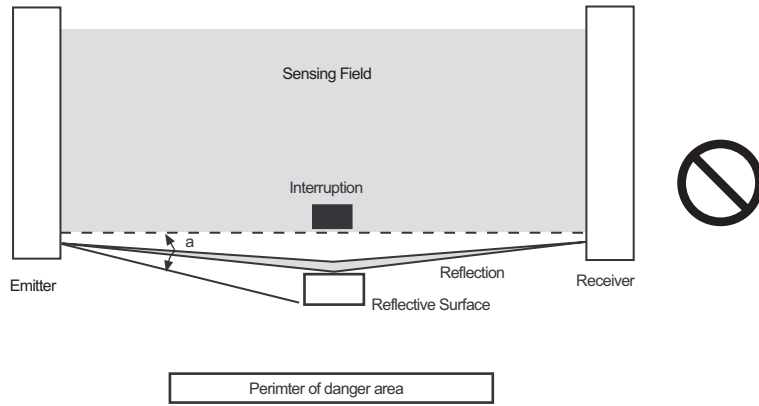 Sensing Field
Interruption
a
Reflection
Emitter
Receiver
Reflective Surface
Perimter of danger area